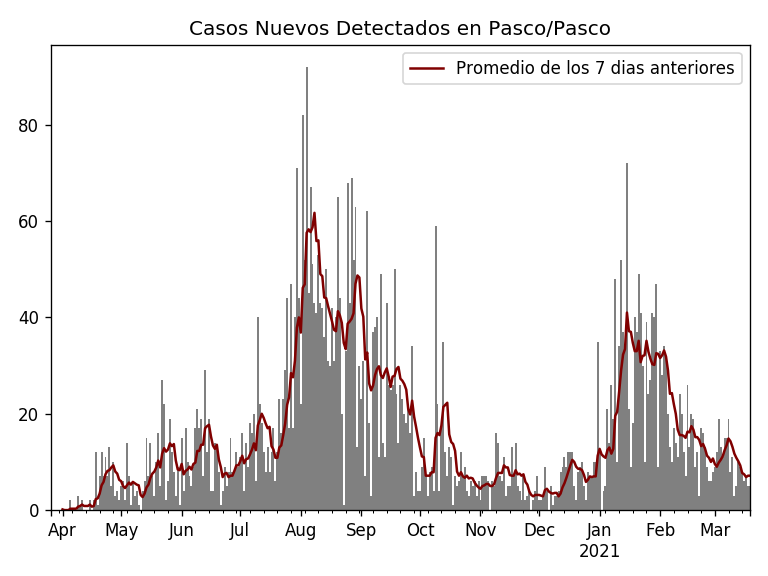 Casos Nuevos Detectados en Pasco/Pasco
Promedio de los 7 dias anteriores
80
60
40
20
0
Apr May Jun Jul Aug Sep Oct Nov Dec Jan Feb Mar
2021